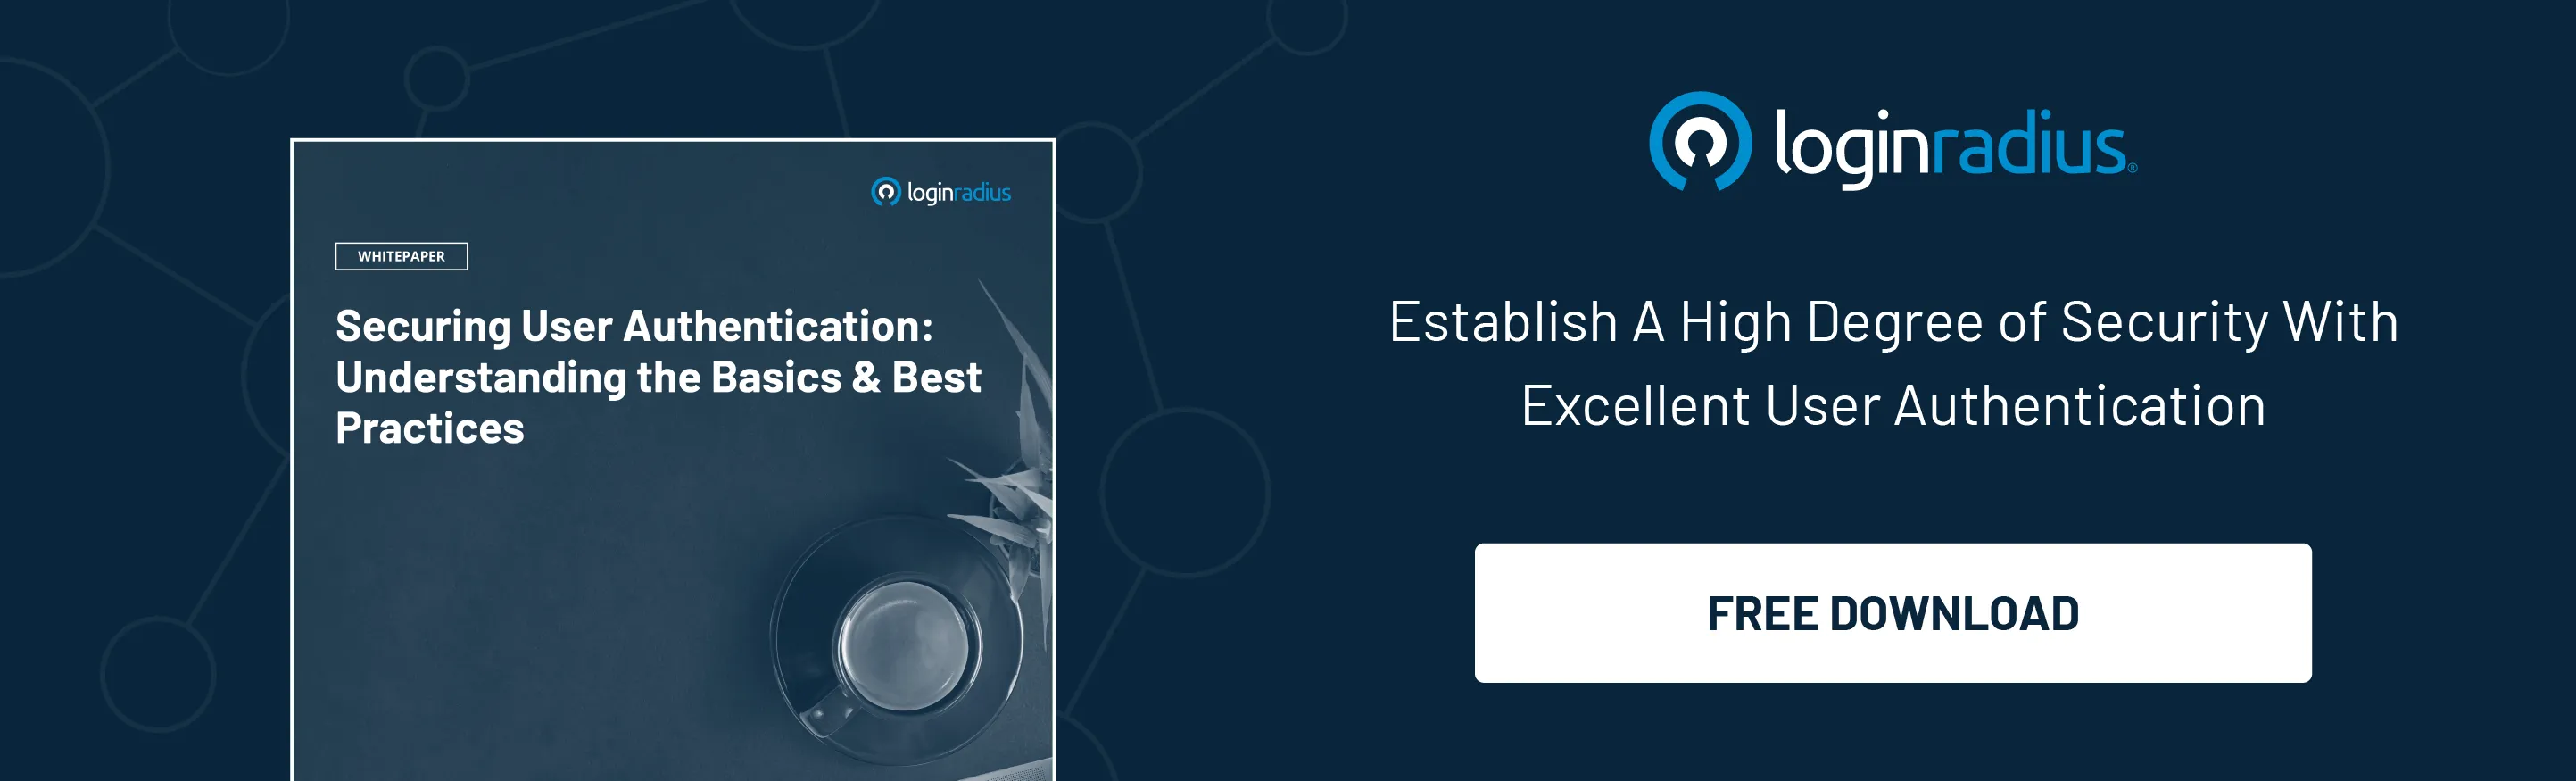 loginradius
WHITEPAPER
Securing User Authentication:
Understanding the Basics & Best
Practices
loginradius®
Establish A High Degree of Security With
Excellent User Authentication
FREE DOWNLOAD